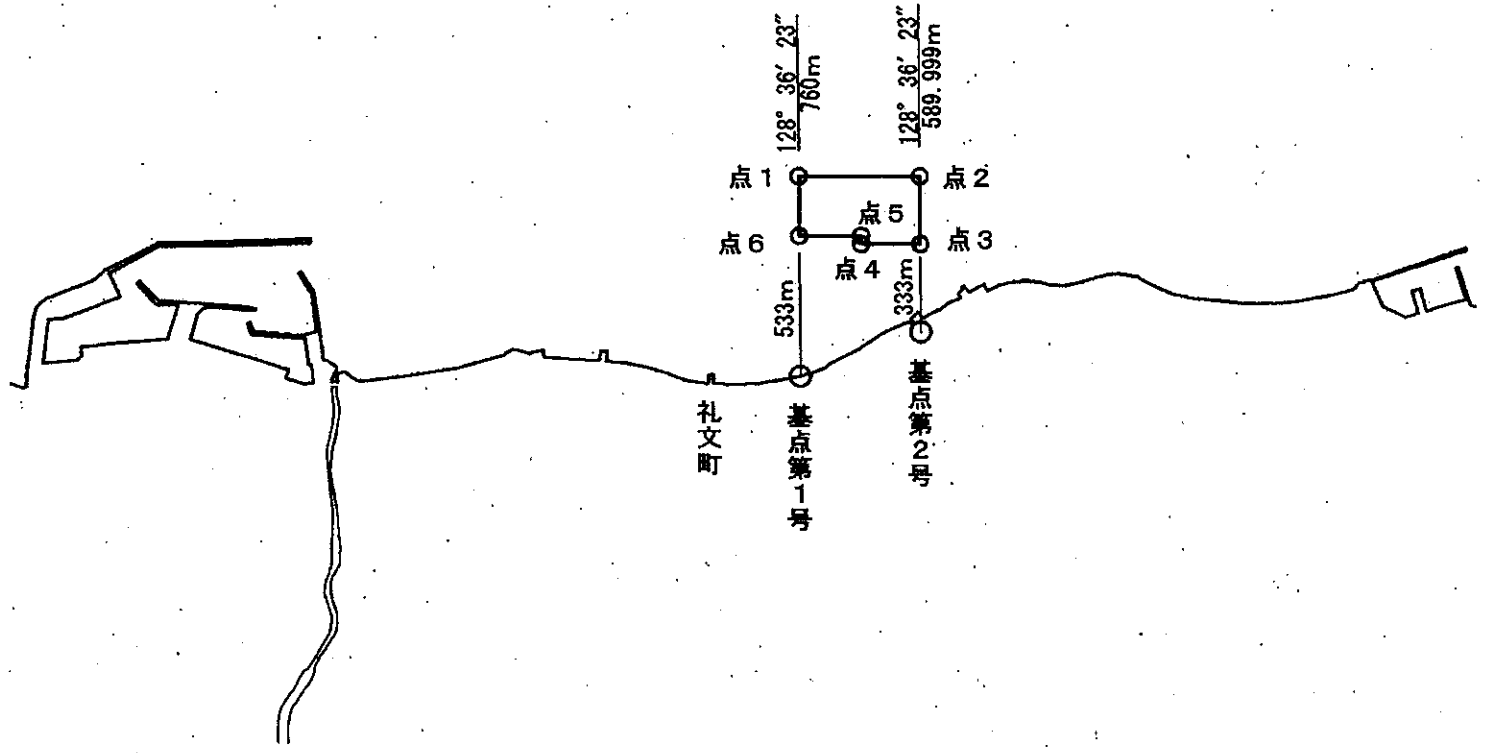 128° 36′ 23″
760m
128° 36′ 23″
589.999m
点1
点2
点5
点6
点3
点4
533m
333m
礼文町
基点第1号
基点第2号